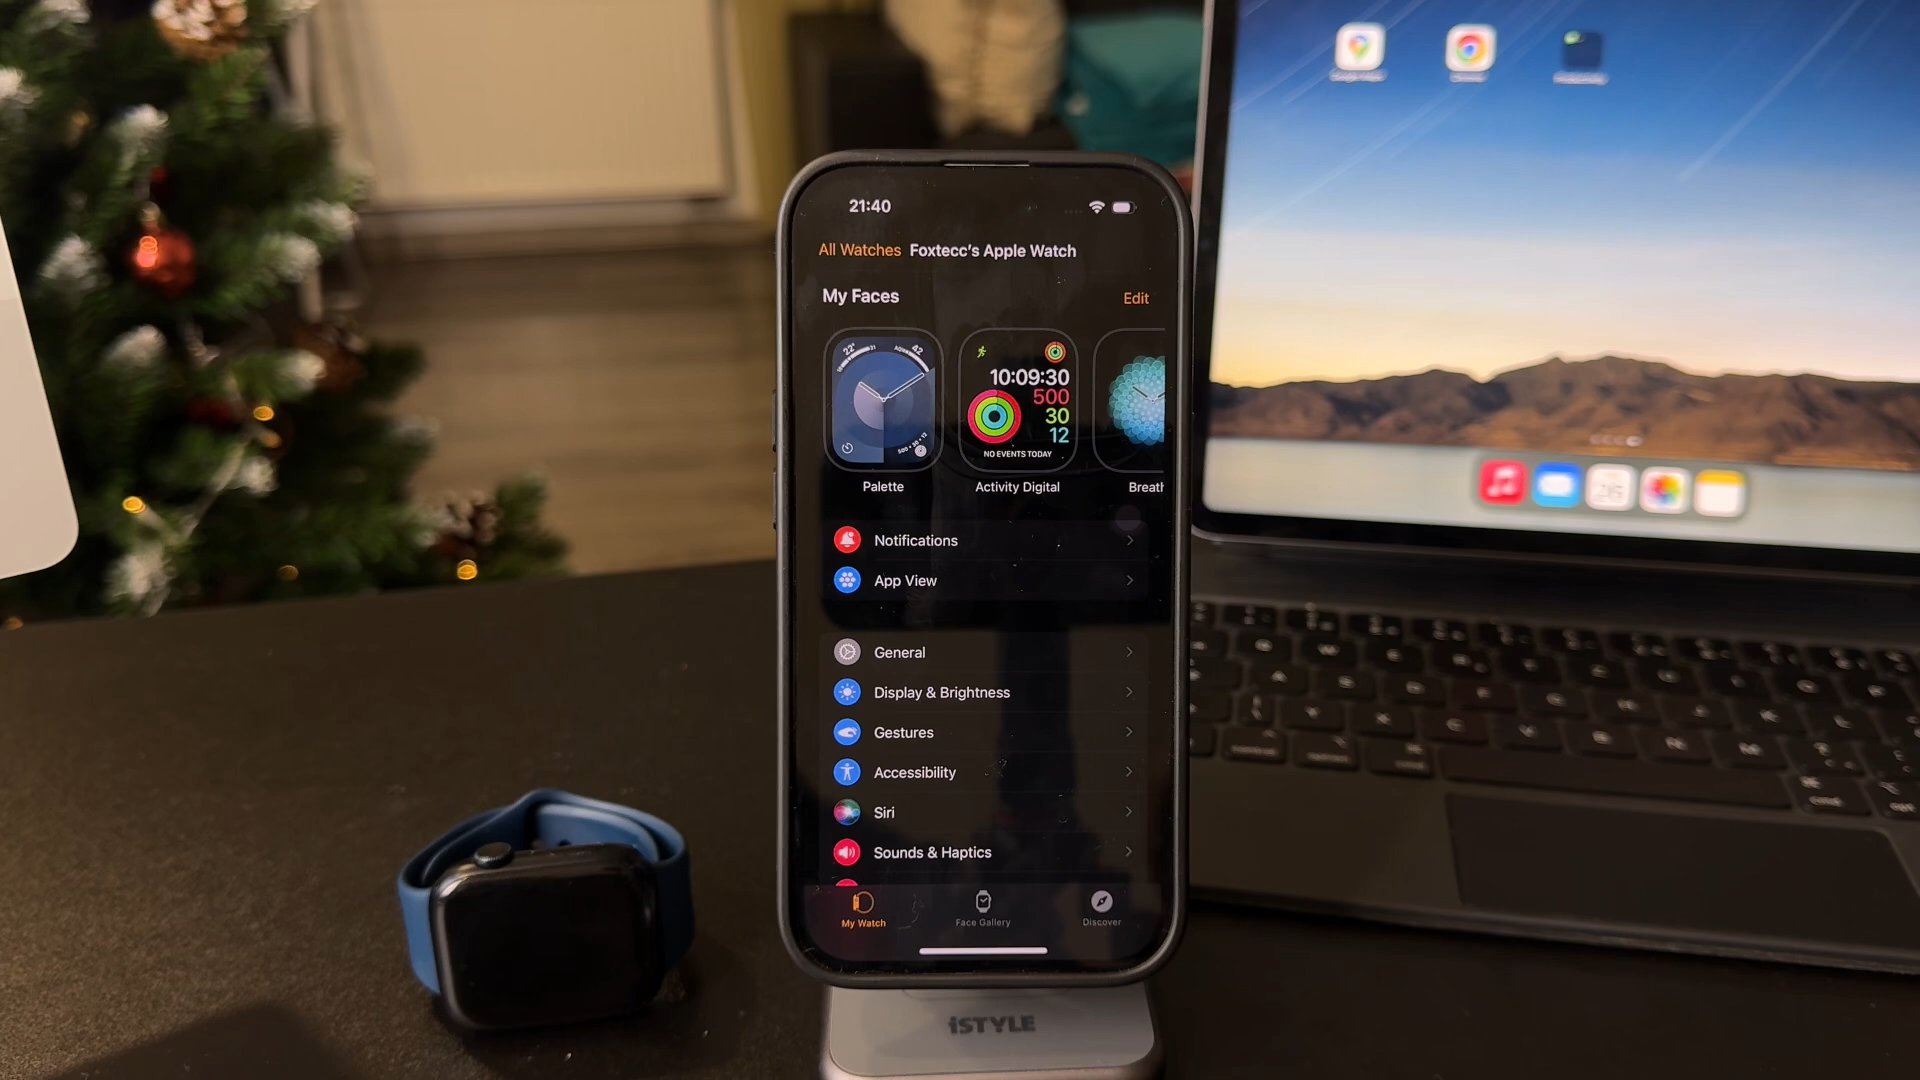 21:40
All Watches Foxtecc's Apple Watch
My Faces
Edit
10:09:30
500
30
12
NO EVENTS TODAY
Palette
Activity Digital
Breath
Notifications
App View
General
Display & Brightness
Gestures
Accessibility
Siri
Sounds & Haptics
My Watch
Face Gallery
Discover
iSTYLE